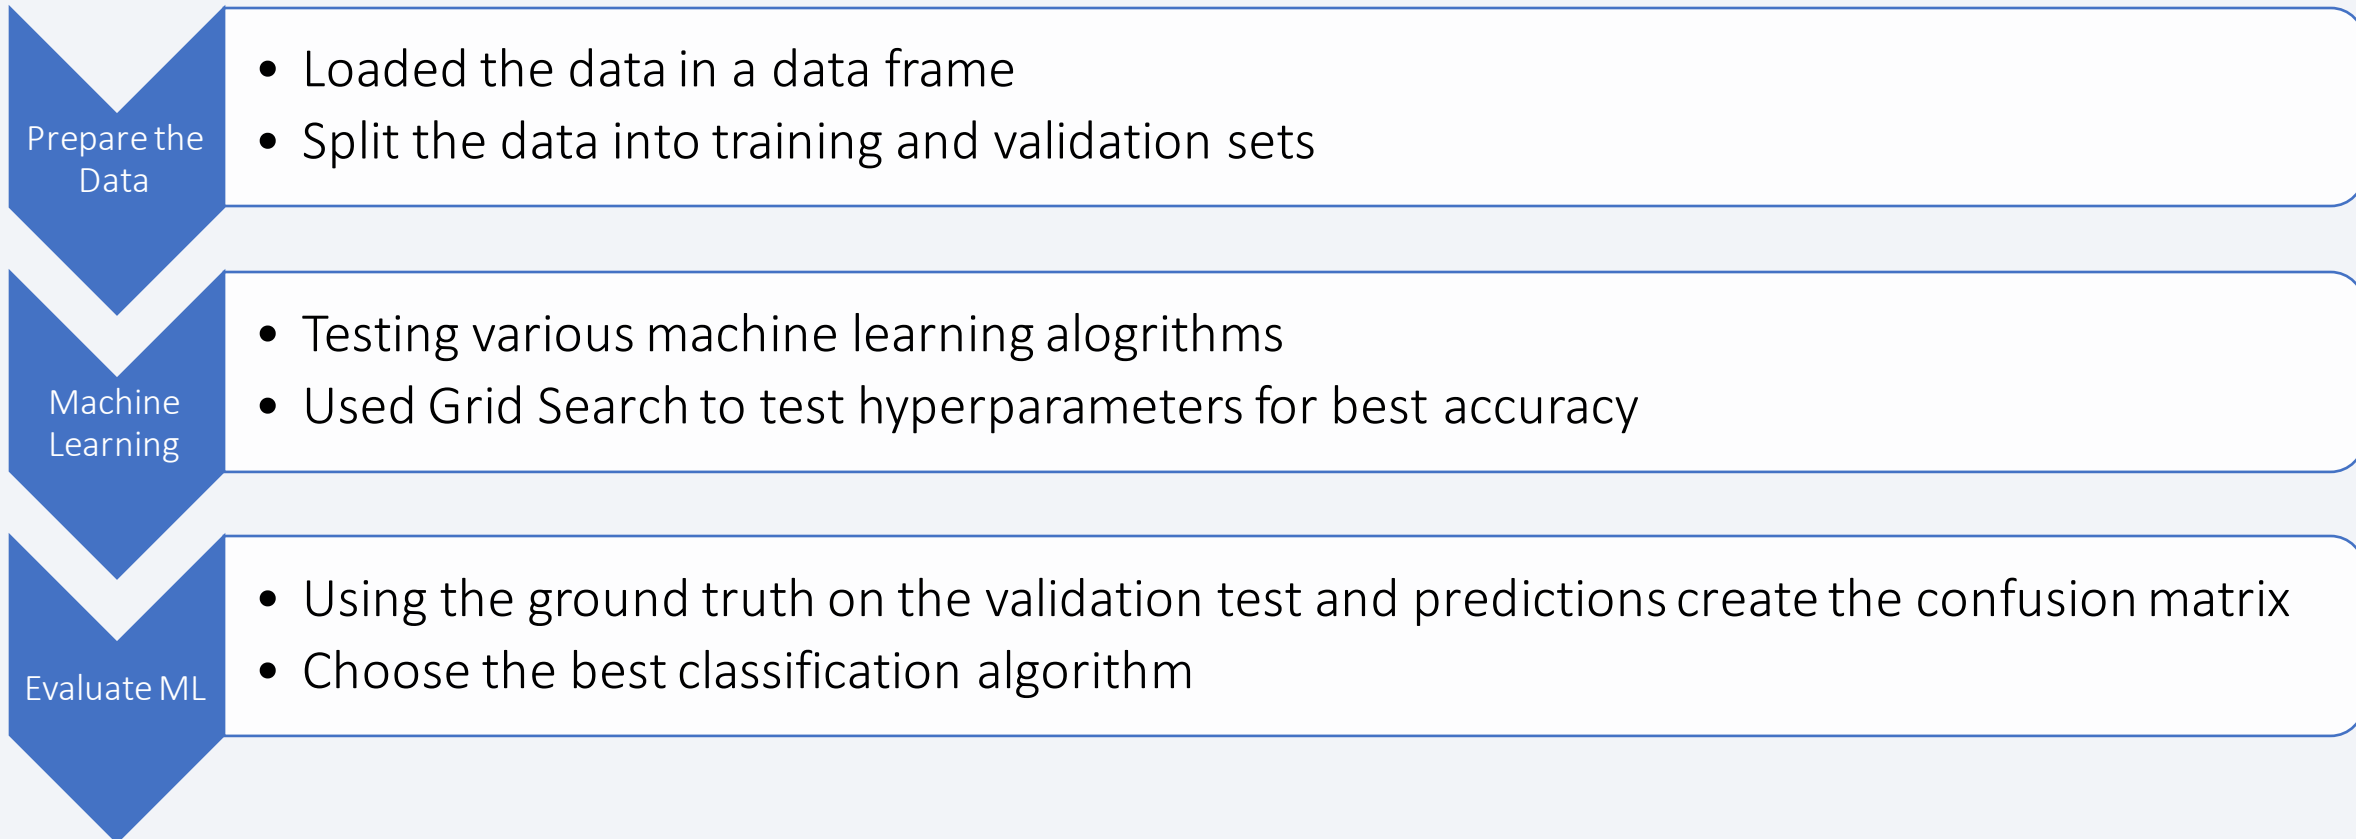 Prepare the
Data
• Loaded the data in a data frame
• Split the data into training and validation sets
Machine
Learning
• Testing various machine learning alogrithms
• Used Grid Search to test hyperparameters for best accuracy
Evaluate ML
• Using the ground truth on the validation test and predictions create the confusion matrix
• Choose the best classification algorithm